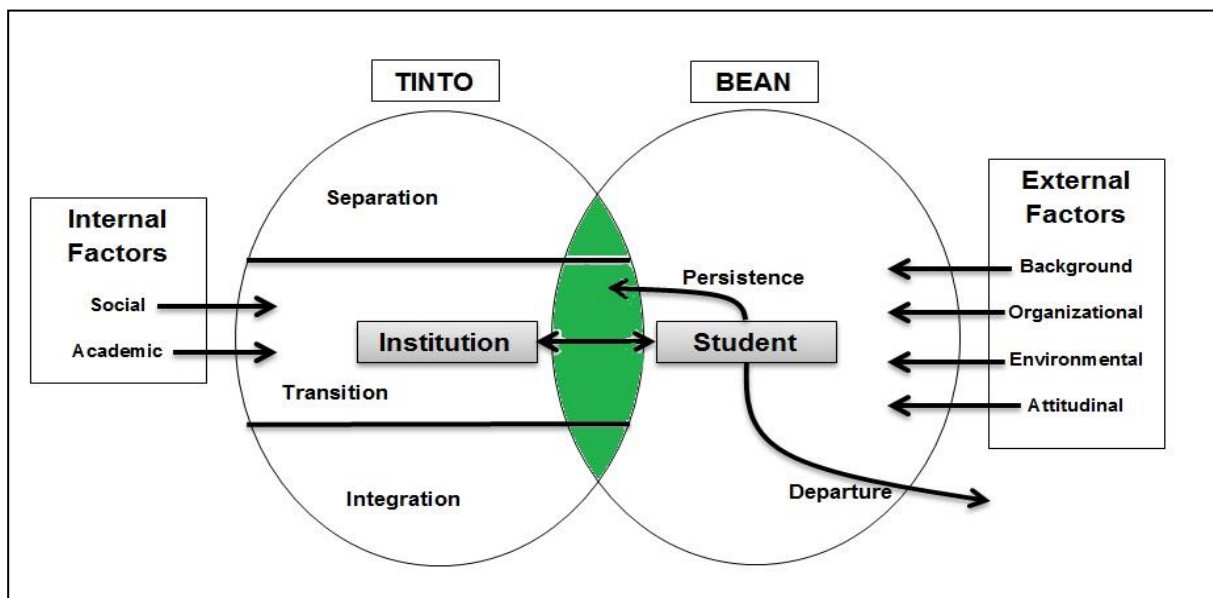 TINTO
BEAN
Internal
Factors
Social
Academic
Separation
Institution
Transition
Integration
Persistence
Student
Departure
External
Factors
Background
Organizational
Environmental
Attitudinal